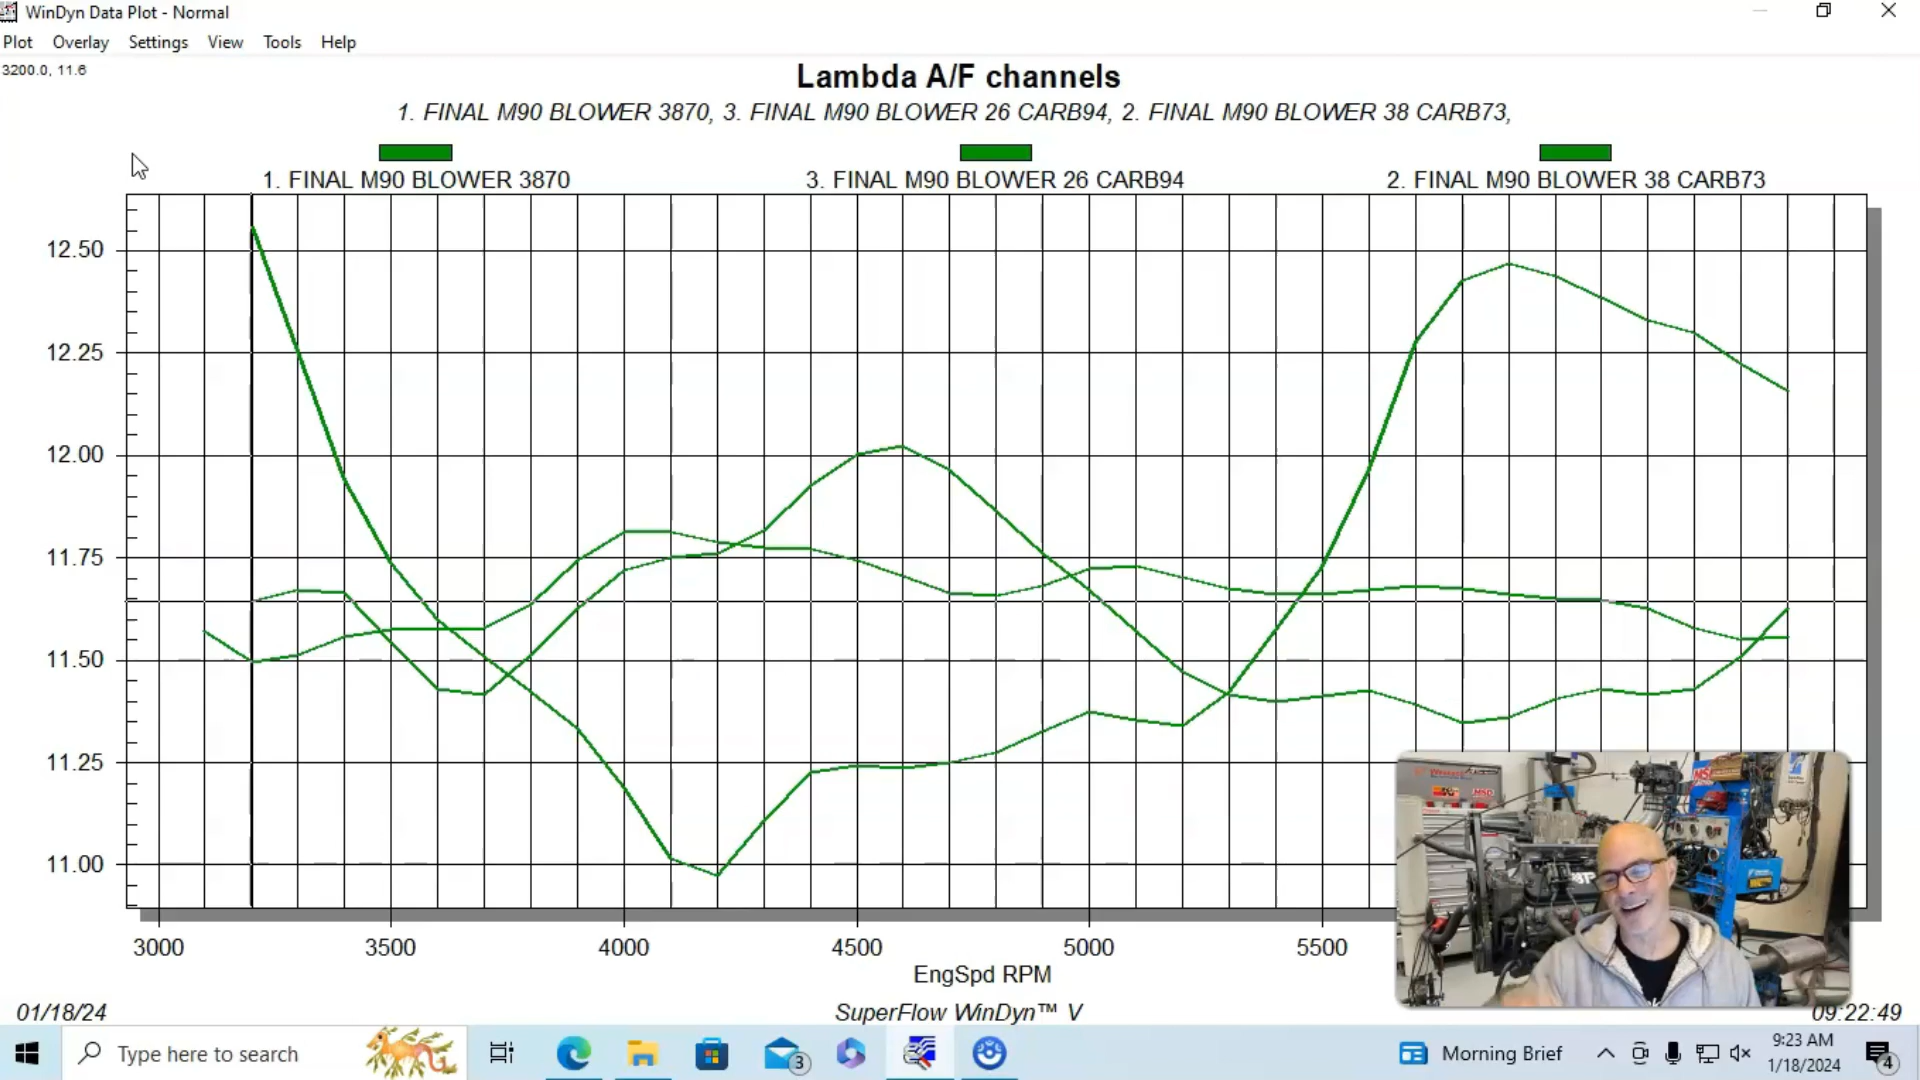 WinDyn Data Plot - Normal
Plot Overlay Settings View Tools Help
3200.0, 11.6
Lambda A/F channels
1. FINAL M90 BLOWER 3870, 3. FINAL M90 BLOWER 26 CARB94, 2. FINAL M90 BLOWER 38 CARB73,
1. FINAL M90 BLOWER 3870 3. FINAL M90 BLOWER 26 CARB94 2. FINAL M90 BLOWER 38 CARB73
12.50
12.25
12.00
11.75
11.50
11.25
11.00
3000 3500 4000 4500 5000 5500
EngSpd RPM
MSD
01/18/24 SuperFlow WinDyn™ V 09:22:49
Type here to search 3 Morning Brief 9:23 AM
1/18/2024 4